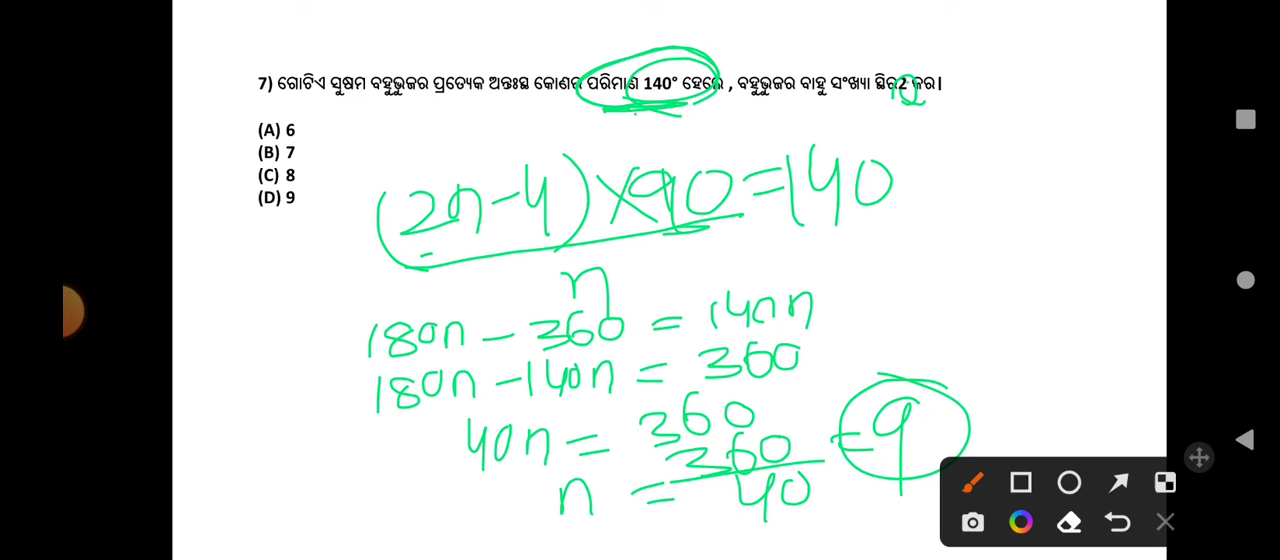 7) ଗୋଟିଏ ସୁଷମ ବହୁଭୁଜର ପ୍ରତ୍ୟେକ ଅନ୍ତଃସ୍ଥ କୋଣର ପରିମାଣ 140° ହେଲେ , ବହୁଭୁଜର ବାହୁ ସଂଖ୍ୟା ସ୍ଥିର2 କର।
(A) 6
(B) 7
(C) 8
(D) 9
(2n-4) × 90 = 140
n
180n - 360 = 140n
180n - 140n = 360
40n = 360
n = 360/40 = 9